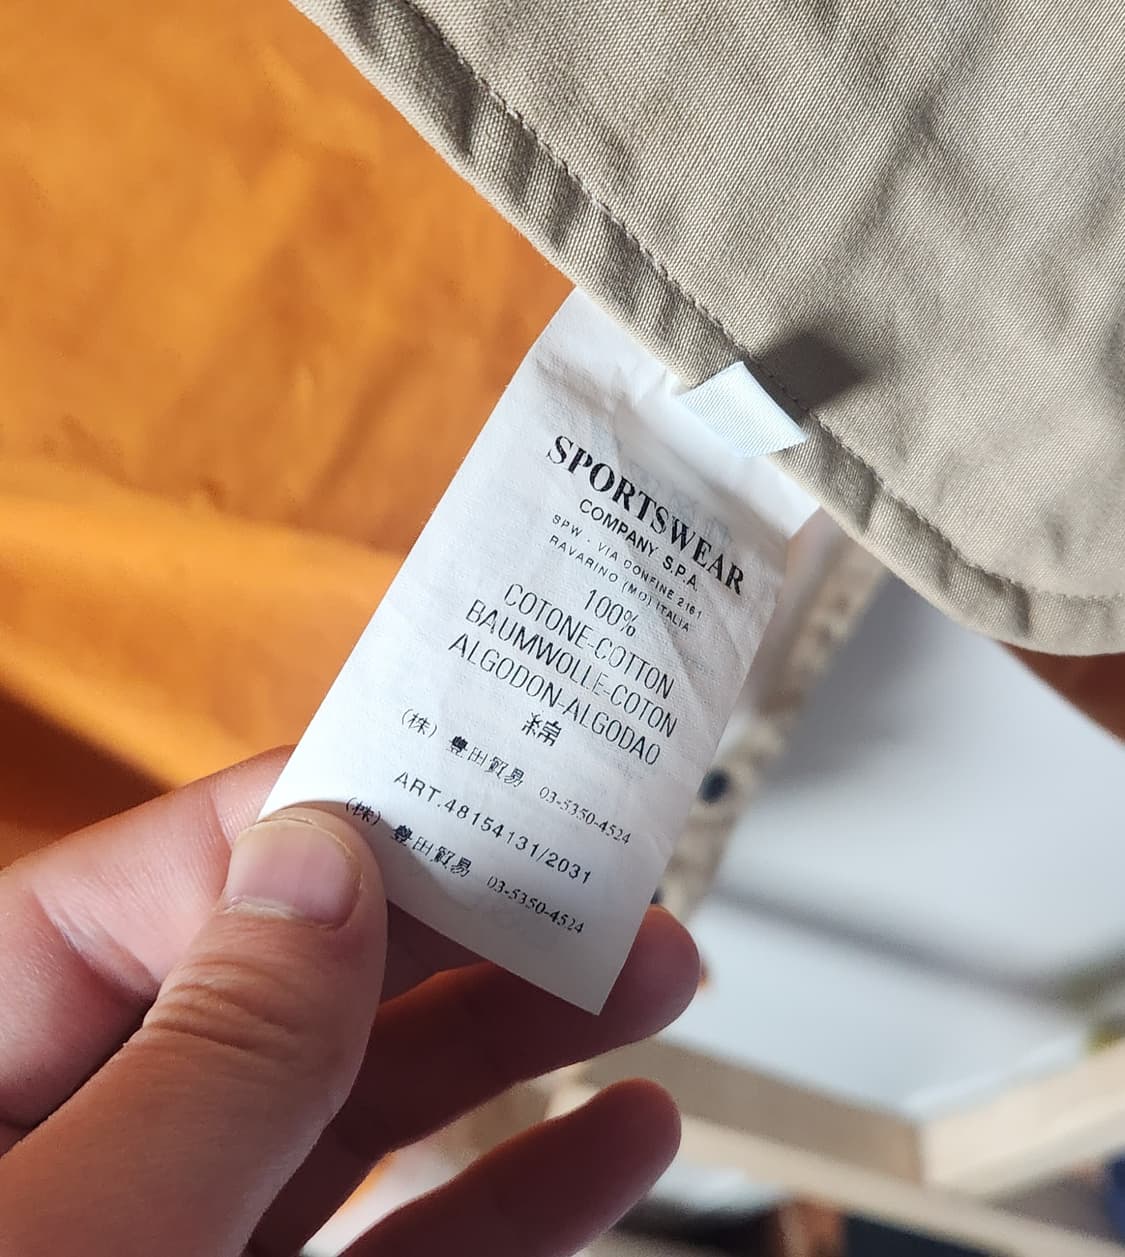 SPORTSWEAR
COMPANY S.P.A.
SPW - VIA CONFINE 2161
RAVARINO (MO) ITALIA
100%
COTONE-COTTON
BAUMWOLLE-COTON
ALGODON-ALGODAO
綿
(株) 豊田貿易 03-5350-4524
ART.48154131/2031
(株) 豊田貿易 03-5350-4524